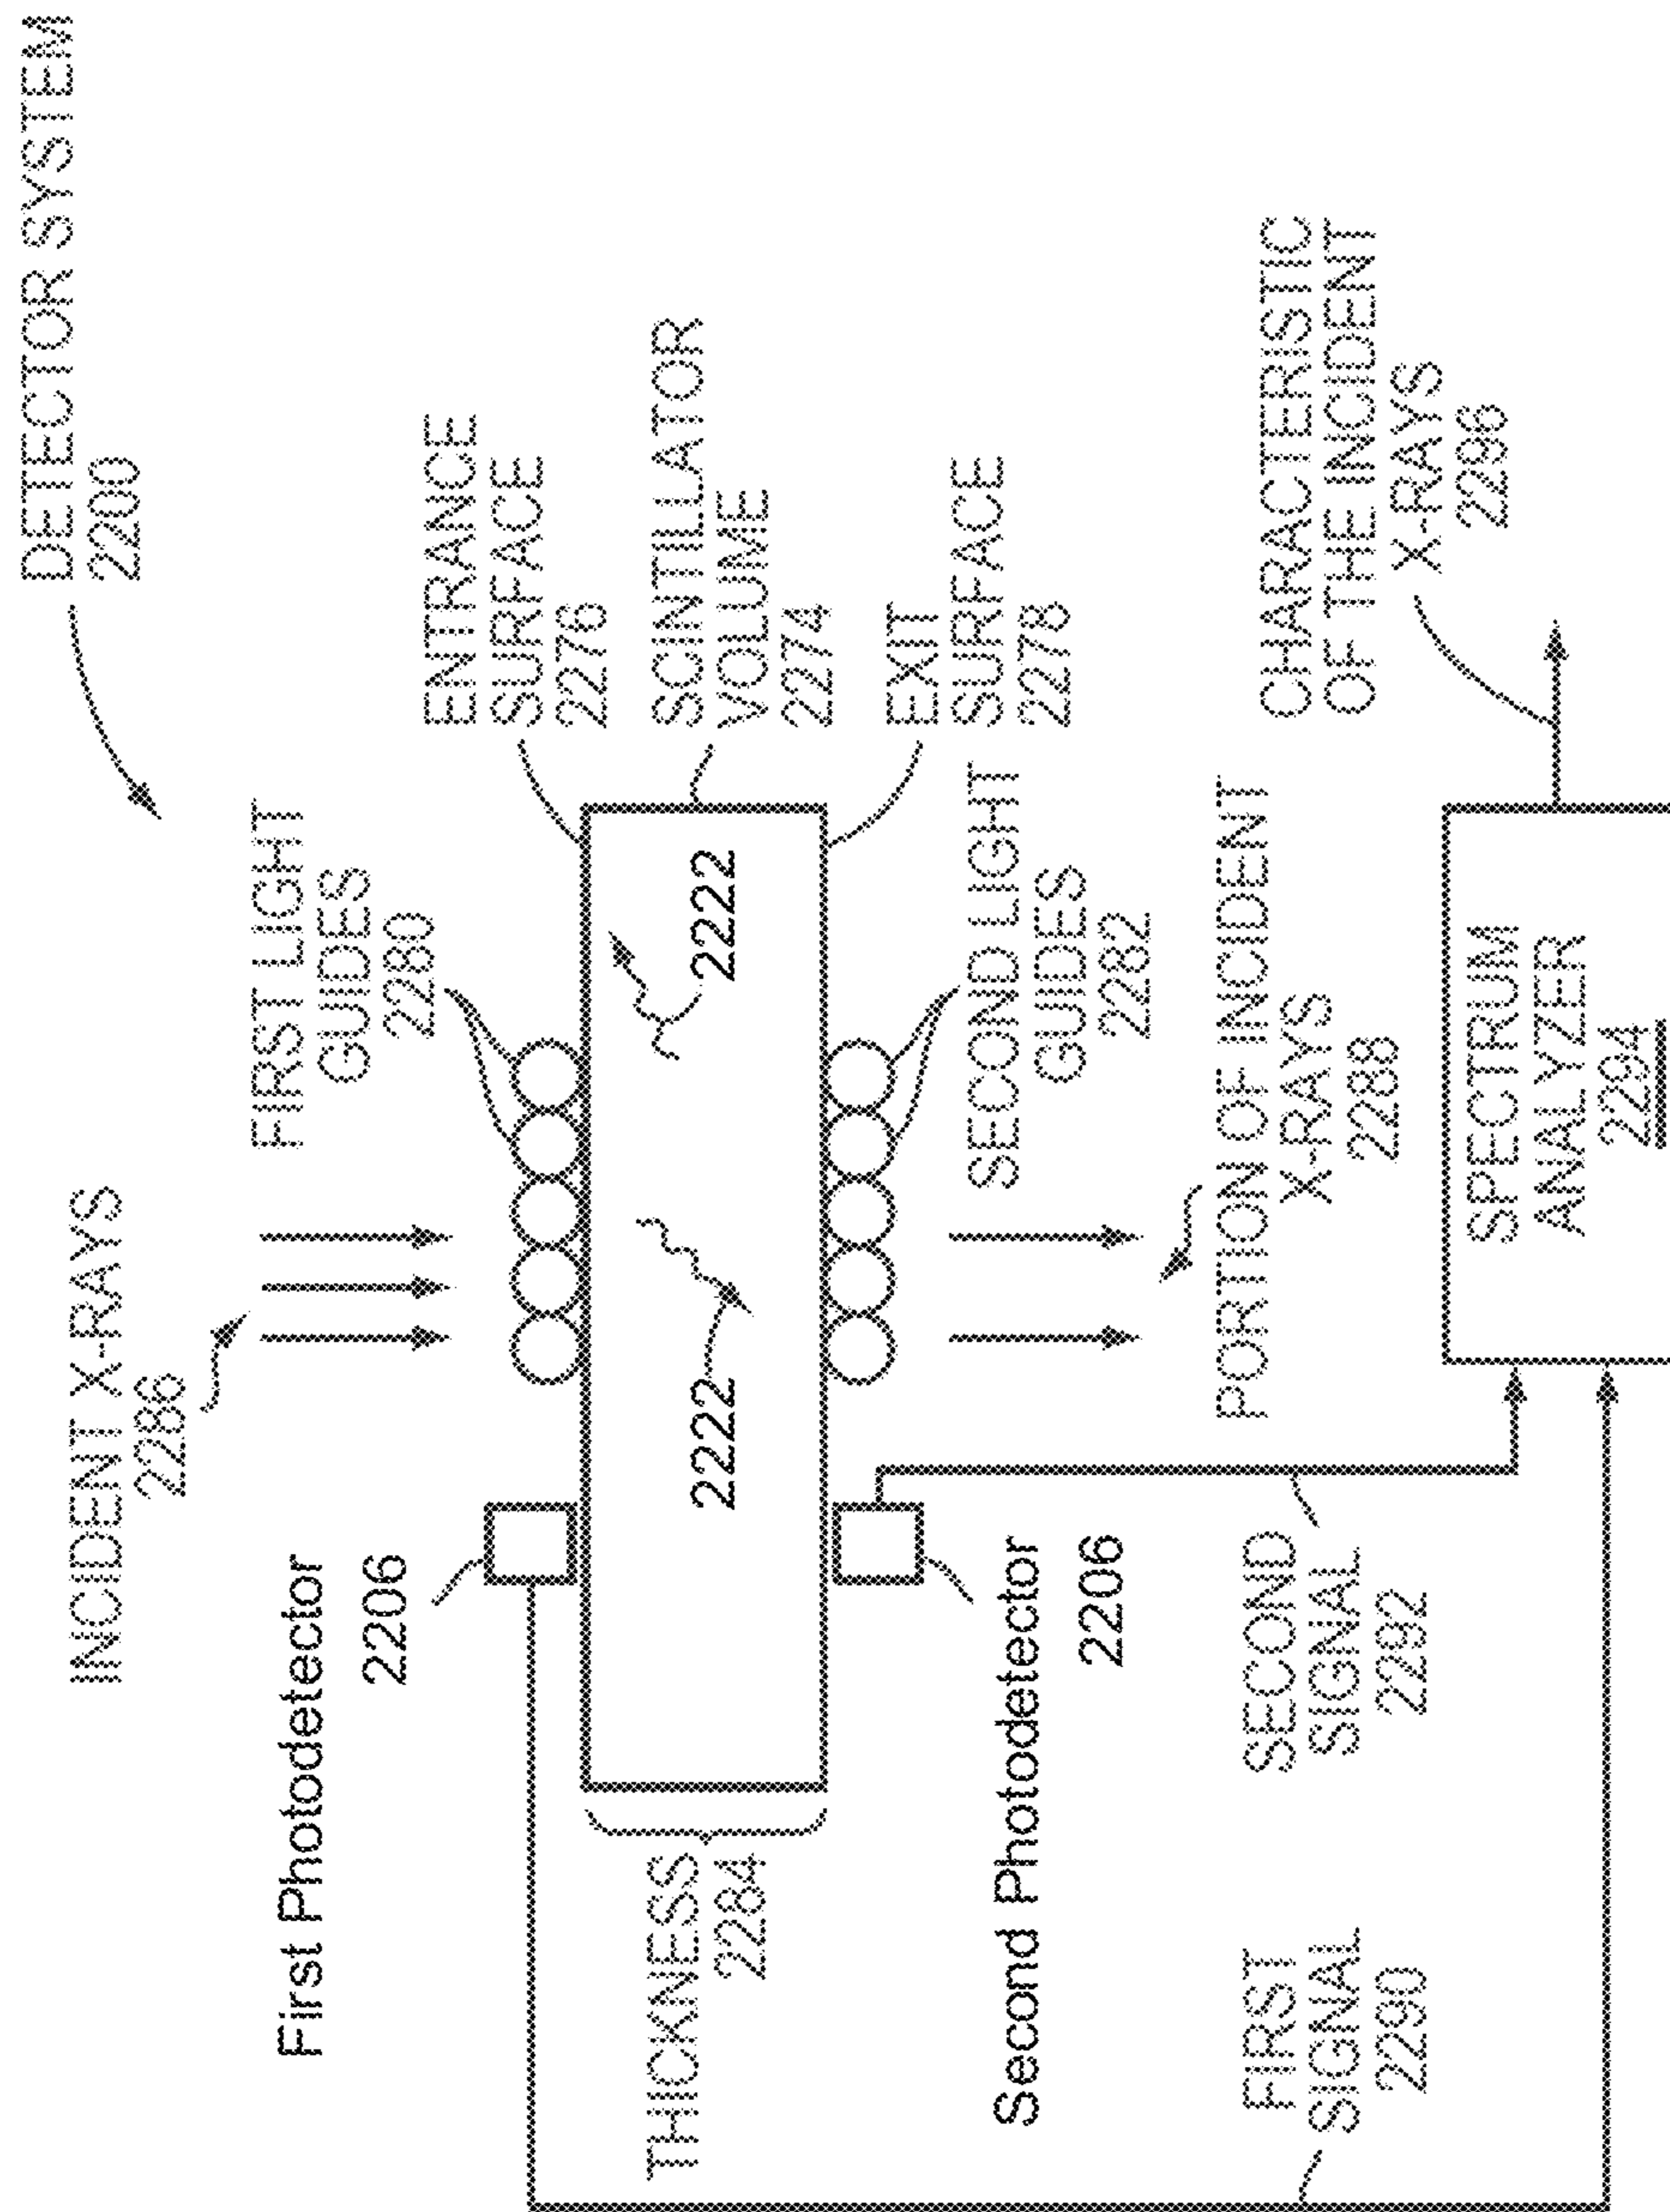 DETECTOR SYSTEM
2200
INCIDENT X-RAYS
2286
FIRST LIGHT
GUIDES
2280
First Photodetector
2206
ENTRANCE
SURFACE
2276
SCINTILLATOR
VOLUME
2274
EXIT
SURFACE
2278
2222
2222
THICKNESS
2284
SECOND LIGHT
GUIDES
2282
Second Photodetector
2206
PORTION OF INCIDENT
X-RAYS
2288
FIRST
SIGNAL
2290
SECOND
SIGNAL
2292
SPECTRUM
ANALYZER
2294
CHARACTERISTIC
OF THE INCIDENT
X-RAYS
2296